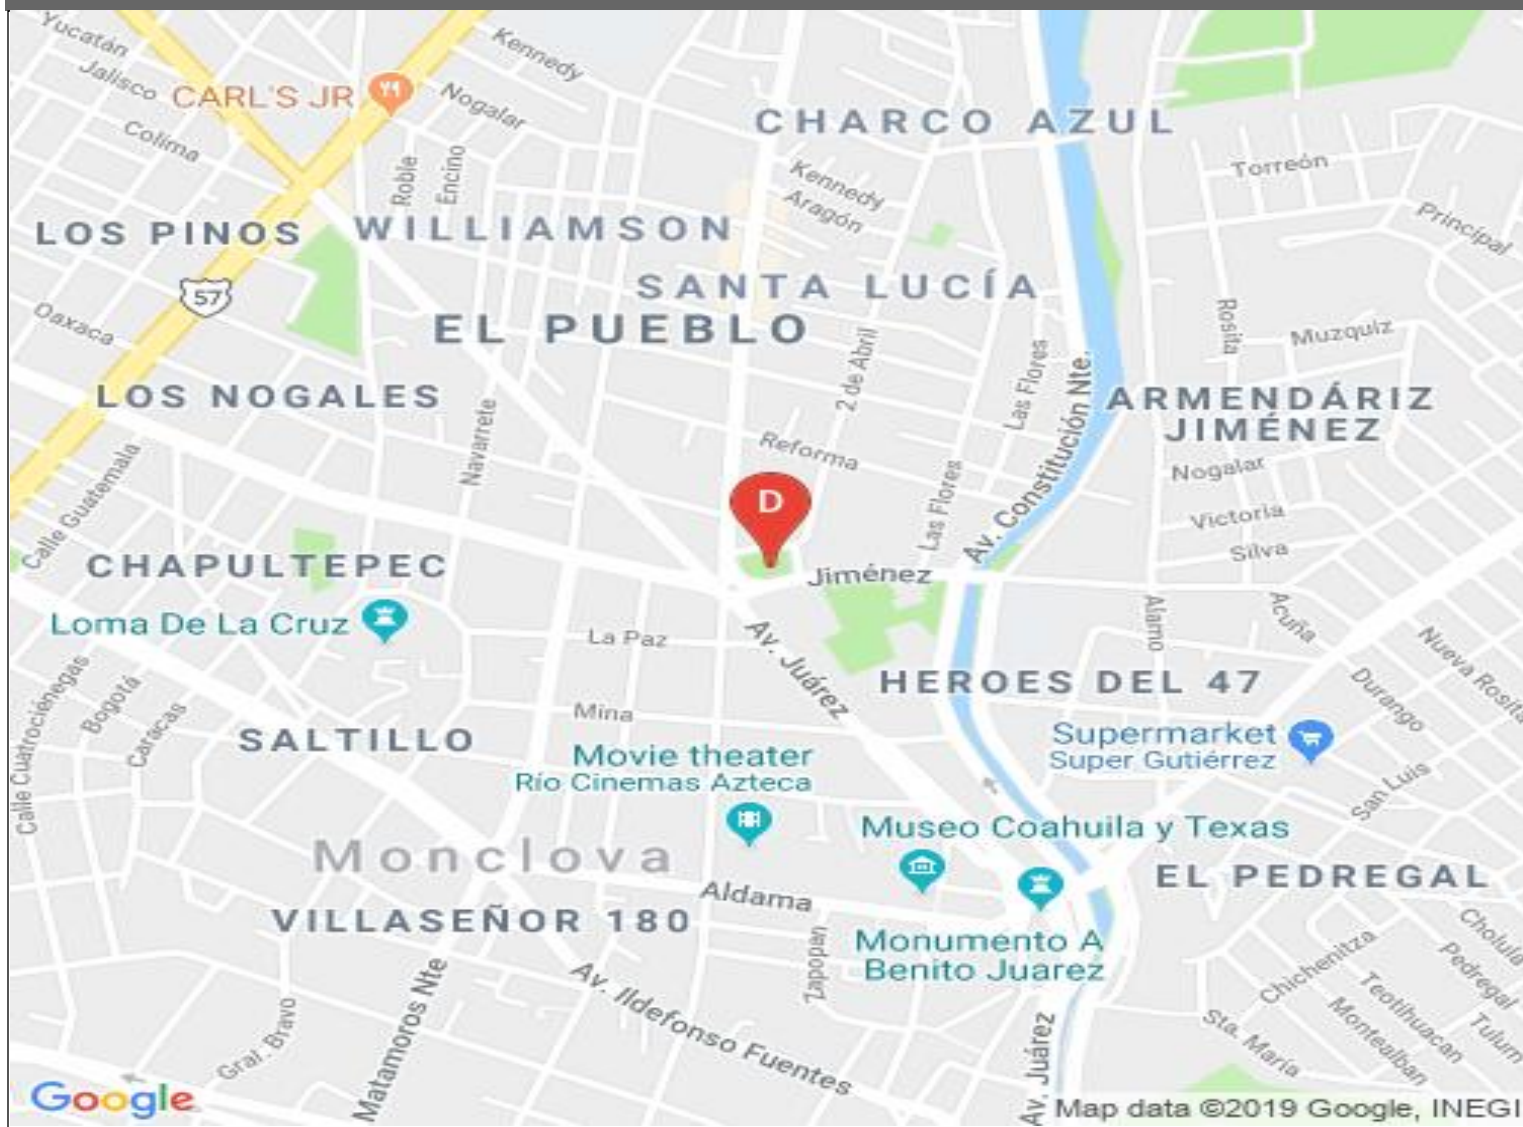 Yucatán
Jalisco
Colima
CARL'S JR
Kennedy
Nogalar
Roble
Encino
CHARCO AZUL
Kennedy
Aragón
Torreón
Principal
LOS PINOS
WILLIAMSON
SANTA LUCÍA
57
Oaxaca
EL PUEBLO
2 de Abril
Las Flores
Rosita
Muzquiz
LOS NOGALES
Navarrete
Reforma
Av. Constitución Nte.
ARMENDÁRIZ
JIMÉNEZ
Nogalar
Calle Guatemala
D
Las Flores
Victoria
Silva
CHAPULTEPEC
Jiménez
Loma De La Cruz
La Paz
Av. Juárez
Alamo
Acuña
Nueva Rosita
Calle Cuatrociénegas
Bogotá
Caracas
HEROES DEL 47
Durango
SALTILLO
Mina
Movie theater
Río Cinemas Azteca
Supermarket
Super Gutiérrez
San Luis
Museo Coahuila y Texas
Monclova
Aldama
EL PEDREGAL
VILLASEÑOR 180
Zapopan
Monumento A
Benito Juarez
Chichenitza
Cholula
Pedregal
Teotihuacan
Tulum
Montealban
Sta. María
Gral. Bravo
Matamoros Nte
Av. Ildefonso Fuentes
Av. Juárez
Google
Map data ©2019 Google, INEGI